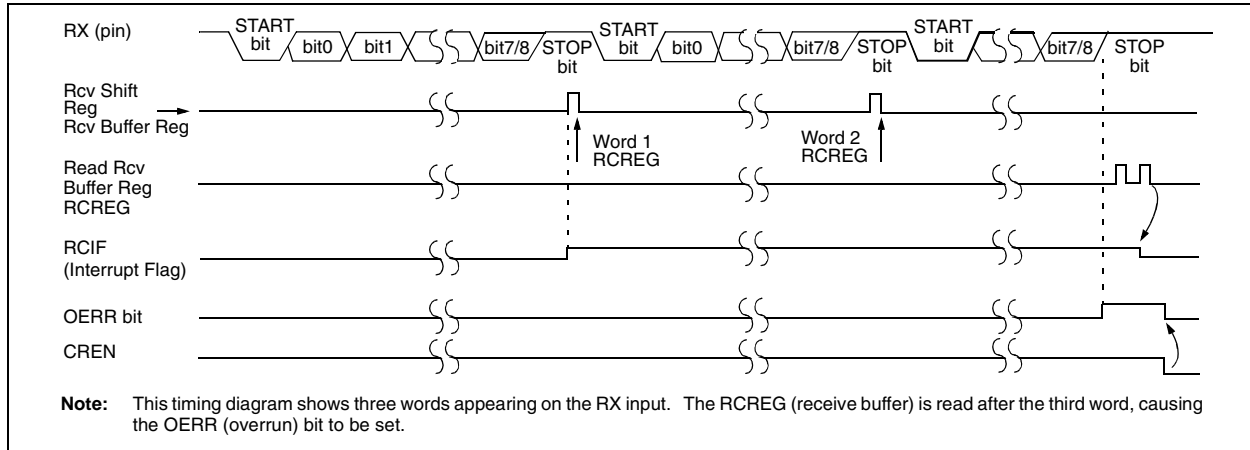 RX (pin)
START
bit
bit0
bit1
bit7/8
STOP
bit
START
bit
bit0
bit7/8
STOP
bit
START
bit
bit7/8
STOP
bit
Rcv Shift
Reg
Rcv Buffer Reg
Word 1
RCREG
Word 2
RCREG
Read Rcv
Buffer Reg
RCREG
RCIF
(Interrupt Flag)
OERR bit
CREN
Note: This timing diagram shows three words appearing on the RX input. The RCREG (receive buffer) is read after the third word, causing
the OERR (overrun) bit to be set.